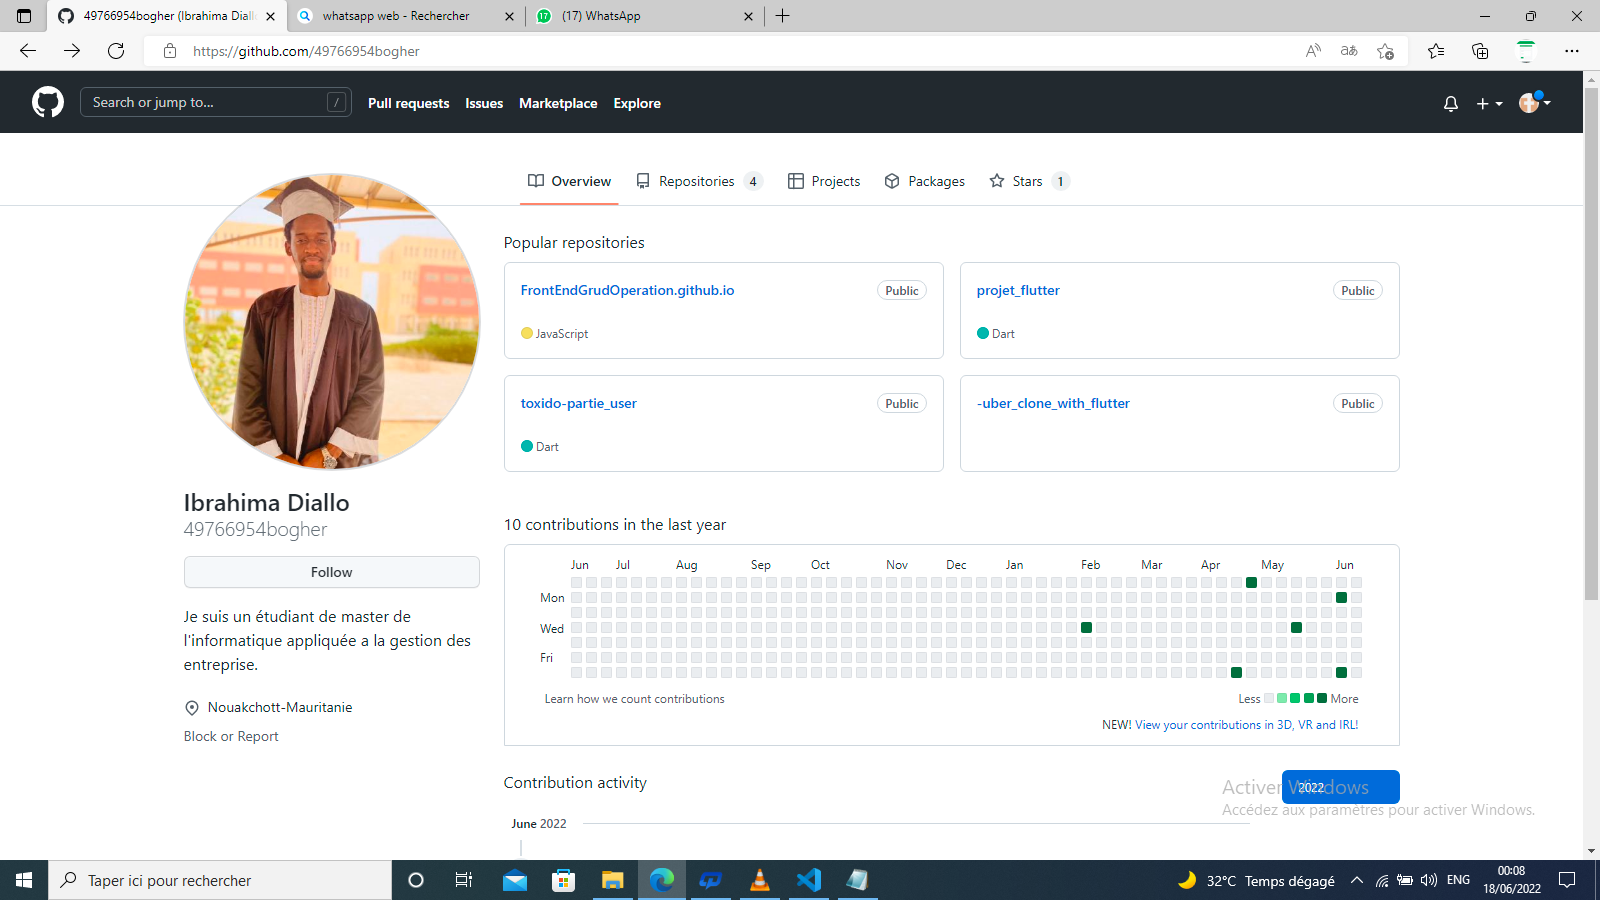 49766954bogher (Ibrahima Diallo
whatsapp web - Rechercher
(17) WhatsApp
https://github.com/49766954bogher
Search or jump to...
/
Pull requests
Issues
Marketplace
Explore
Overview
Repositories 4
Projects
Packages
Stars 1
Popular repositories
FrontEndGrudOperation.github.io
Public
JavaScript
projet_flutter
Public
Dart
toxido-partie_user
Public
Dart
-uber_clone_with_flutter
Public
Ibrahima Diallo
49766954bogher
Follow
Je suis un étudiant de master de
l'informatique appliquée a la gestion des
entreprise.
Nouakchott-Mauritanie
Block or Report
10 contributions in the last year
Jun Jul Aug Sep Oct Nov Dec Jan Feb Mar Apr May Jun
Mon
Wed
Fri
Learn how we count contributions
Less More
NEW! View your contributions in 3D, VR and IRL!
Contribution activity
2022
Activer Windows
Accédez aux paramètres pour activer Windows.
June 2022
Taper ici pour rechercher
32°C Temps dégagé
ENG
00:08
18/06/2022